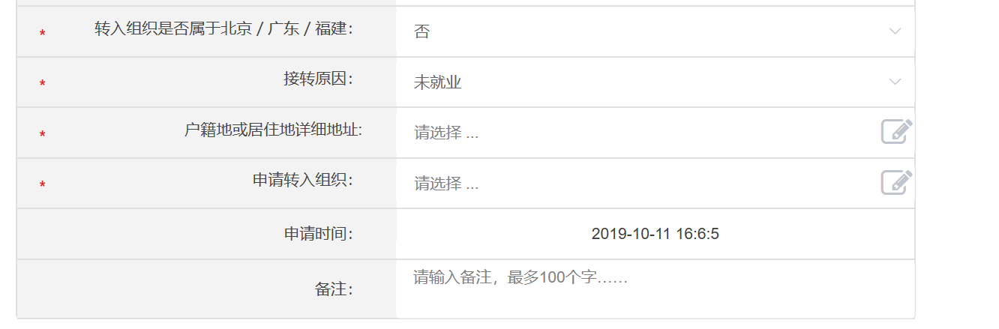 * 转入组织是否属于北京 / 广东 / 福建： 否
* 接转原因： 未就业
* 户籍地或居住地详细地址: 请选择 ...
* 申请转入组织： 请选择 ...
申请时间： 2019-10-11 16:6:5
备注： 请输入备注，最多100个字……